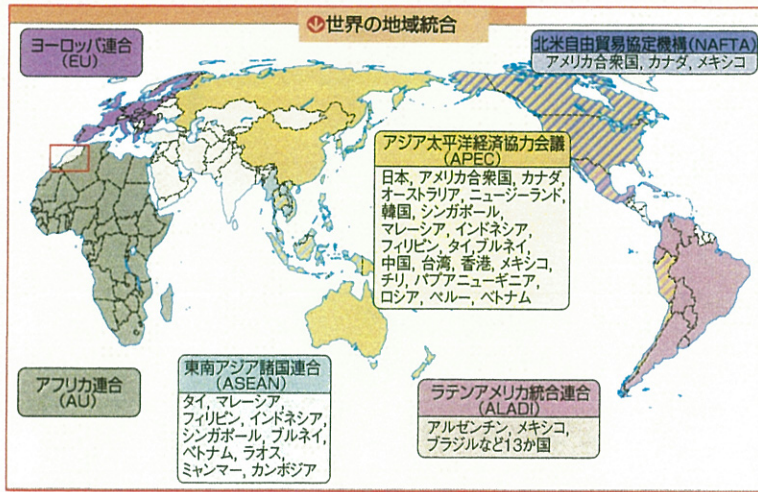 世界の地域統合
ヨーロッパ連合
(EU)
北米自由貿易協定機構(NAFTA)
アメリカ合衆国, カナダ, メキシコ
アジア太平洋経済協力会議
(APEC)
日本, アメリカ合衆国, カナダ,
オーストラリア, ニュージーランド,
韓国, シンガポール,
マレーシア, インドネシア,
フィリピン, タイ, ブルネイ,
中国, 台湾, 香港, メキシコ,
チリ, パプアニューギニア,
ロシア, ペルー, ベトナム
アフリカ連合
(AU)
東南アジア諸国連合
(ASEAN)
タイ, マレーシア,
フィリピン, インドネシア,
シンガポール, ブルネイ,
ベトナム, ラオス,
ミャンマー, カンボジア
ラテンアメリカ統合連合
(ALADI)
アルゼンチン, メキシコ,
ブラジルなど13か国